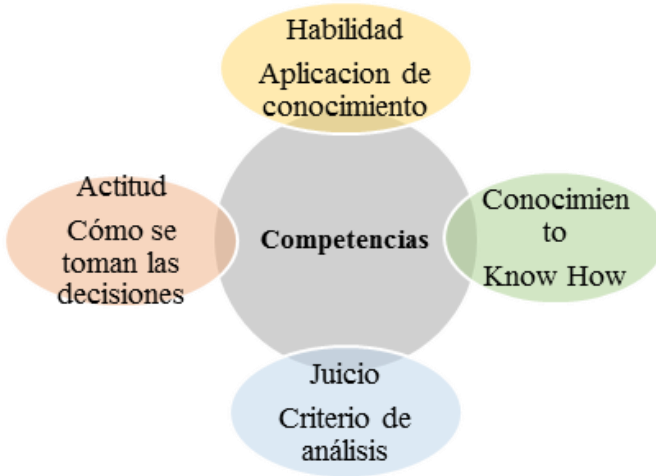 Habilidad
Aplicacion de
conocimiento
Actitud
Cómo se
toman las
decisiones
Competencias
Conocimien
to
Know How
Juicio
Criterio de
análisis